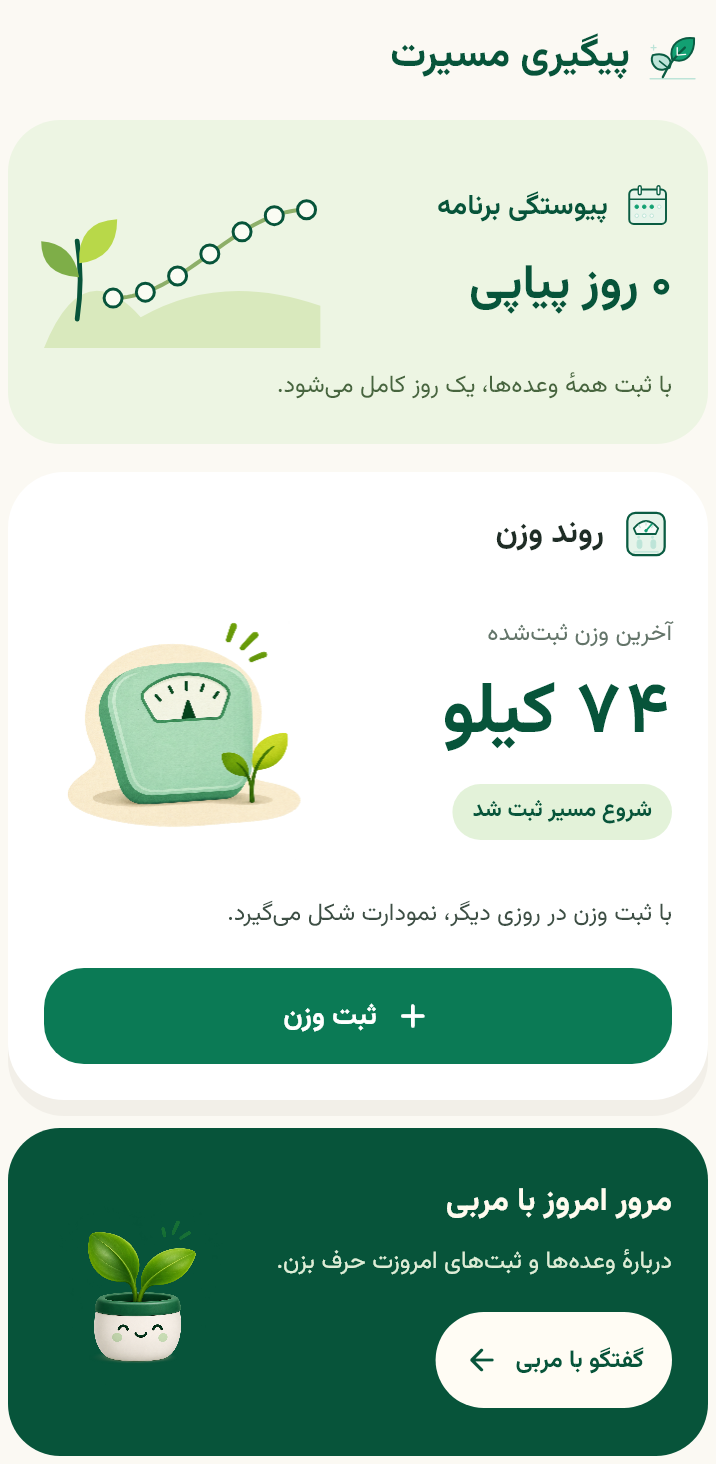 پیگیری مسیرت
پیوستگی برنامه
۰ روز پیاپی
با ثبت همهٔ وعده‌ها، یک روز کامل می‌شود.
روند وزن
آخرین وزن ثبت‌شده
۷۴ کیلو
شروع مسیر ثبت شد
با ثبت وزن در روزی دیگر، نمودارت شکل می‌گیرد.
+ ثبت وزن
مرور امروز با مربی
دربارهٔ وعده‌ها و ثبت‌های امروزت حرف بزن.
گفتگو با مربی ←